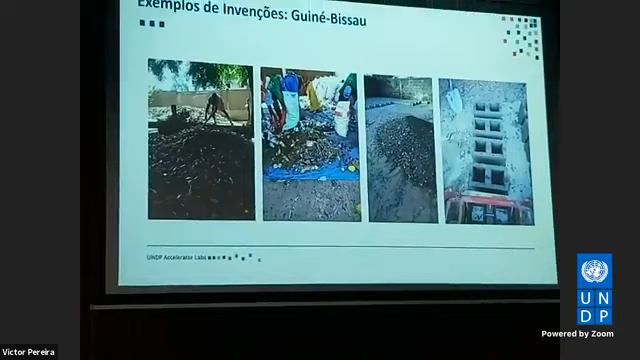 Exemplos de Invenções: Guiné-Bissau
UNDP Accelerator Labs
U N
D P
Powered by Zoom
Victor Pereira